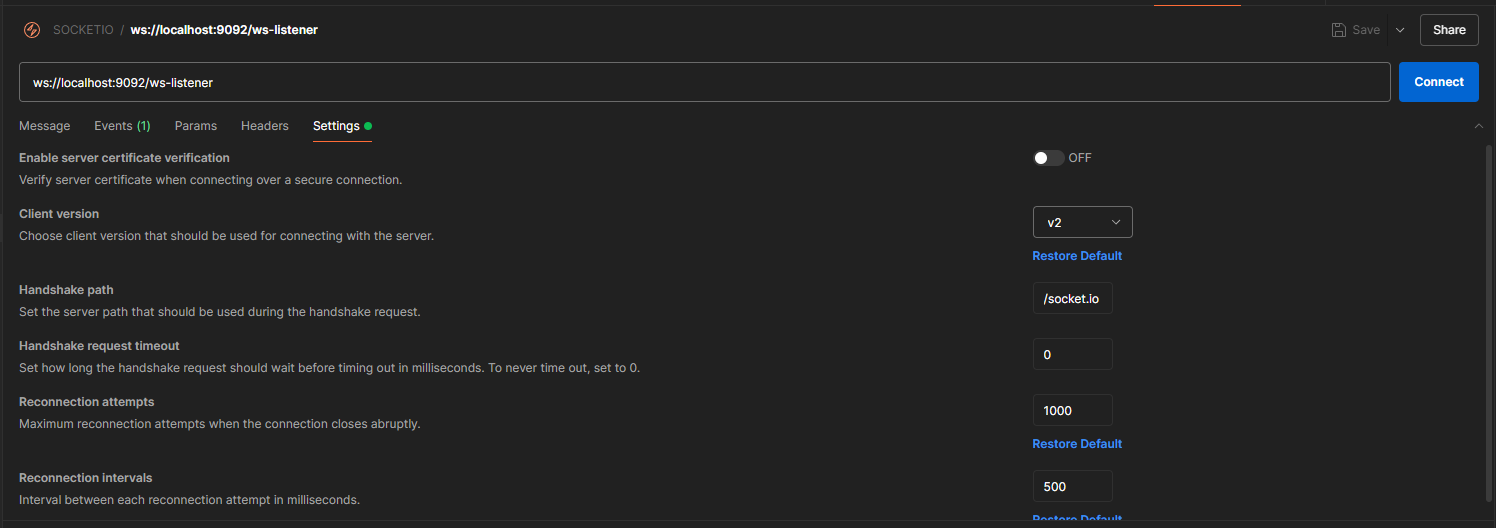 SOCKETIO / ws://localhost:9092/ws-listener Save Share
ws://localhost:9092/ws-listener Connect
Message Events (1) Params Headers Settings
Enable server certificate verification OFF
Verify server certificate when connecting over a secure connection.
Client version v2
Choose client version that should be used for connecting with the server.
Restore Default
Handshake path /socket.io
Set the server path that should be used during the handshake request.
Handshake request timeout 0
Set how long the handshake request should wait before timing out in milliseconds. To never time out, set to 0.
Reconnection attempts 1000
Maximum reconnection attempts when the connection closes abruptly.
Restore Default
Reconnection intervals 500
Interval between each reconnection attempt in milliseconds.
Restore Default